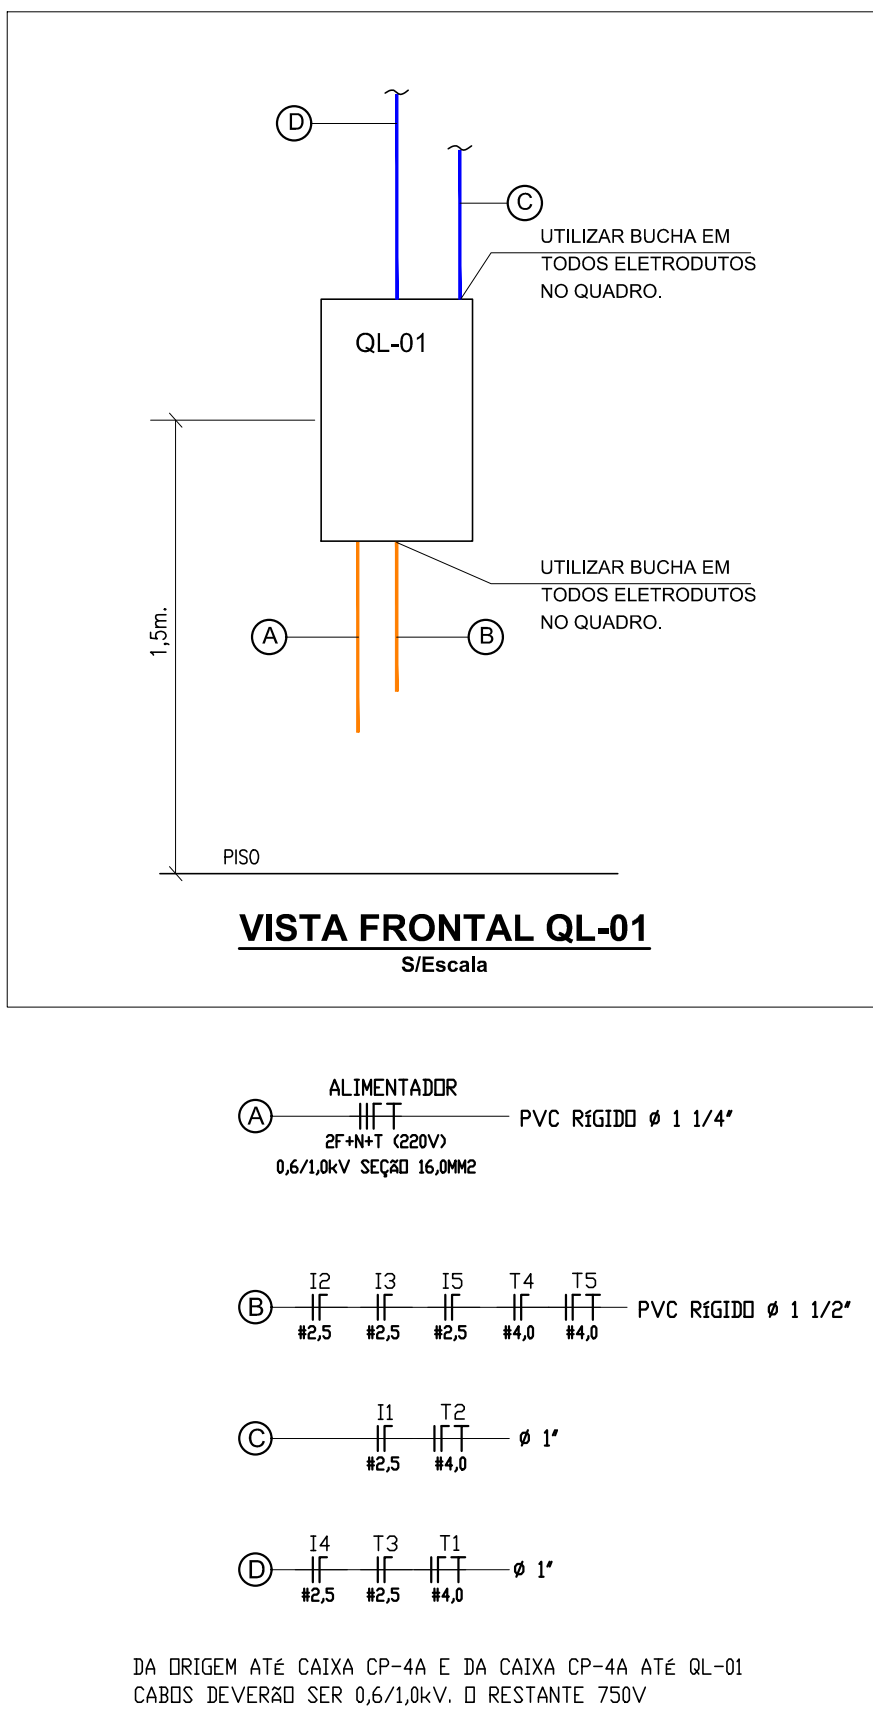 D
C
UTILIZAR BUCHA EM
TODOS ELETRODUTOS
NO QUADRO.
QL-01
UTILIZAR BUCHA EM
TODOS ELETRODUTOS
NO QUADRO.
1,5m.
A
B
PISO
VISTA FRONTAL QL-01
S/Escala
ALIMENTADOR
A PVC RíGIDO Ø 1 1/4"
2F+N+T (220V)
0,6/1,0kV SEÇÃO 16,0MM2
I2 I3 I5 T4 T5
B PVC RíGIDO Ø 1 1/2"
#2,5 #2,5 #2,5 #4,0 #4,0
I1 T2
C Ø 1"
#2,5 #4,0
I4 T3 T1
D Ø 1"
#2,5 #2,5 #4,0
DA ORIGEM ATé CAIXA CP-4A E DA CAIXA CP-4A ATé QL-01
CABOS DEVERÃO SER 0,6/1,0kV. O RESTANTE 750V